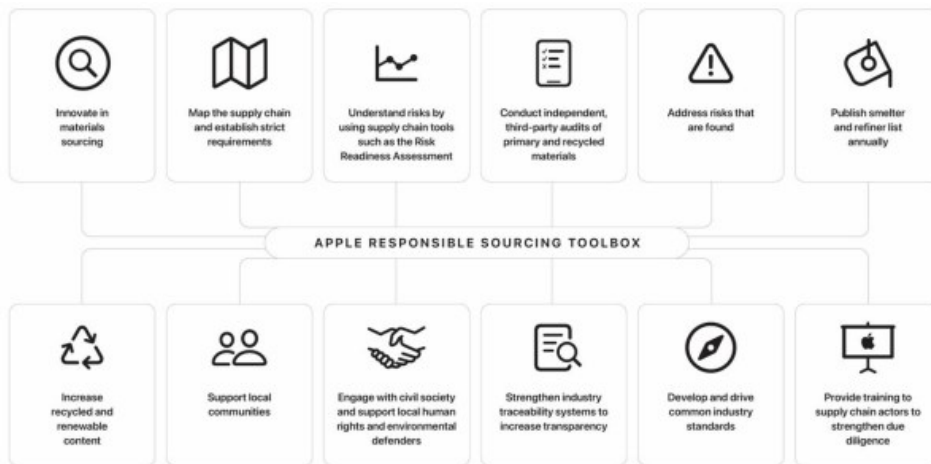 Innovate in
materials
sourcing
Map the supply chain
and establish strict
requirements
Understand risks by
using supply chain tools
such as the Risk
Readiness Assessment
Conduct independent,
third-party audits of
primary and recycled
materials
Address risks that
are found
Publish smelter
and refiner list
annually
APPLE RESPONSIBLE SOURCING TOOLBOX
Increase
recycled and
renewable
content
Support local
communities
Engage with civil society
and support local human
rights and environmental
defenders
Strengthen industry
traceability systems to
increase transparency
Develop and drive
common industry
standards
Provide training to
supply chain actors to
strengthen due
diligence